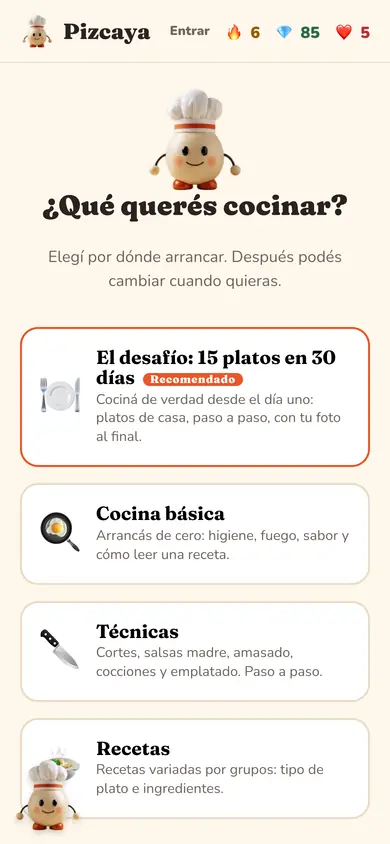 Pizcaya Entrar 6 85 5
¿Qué querés cocinar?
Elegí por dónde arrancar. Después podés
cambiar cuando quieras.
El desafío: 15 platos en 30
días Recomendado
Cociná de verdad desde el día uno:
platos de casa, paso a paso, con tu foto
al final.
Cocina básica
Arrancás de cero: higiene, fuego, sabor y
cómo leer una receta.
Técnicas
Cortes, salsas madre, amasado,
cocciones y emplatado. Paso a paso.
Recetas
Recetas variadas por grupos: tipo de
plato e ingredientes.